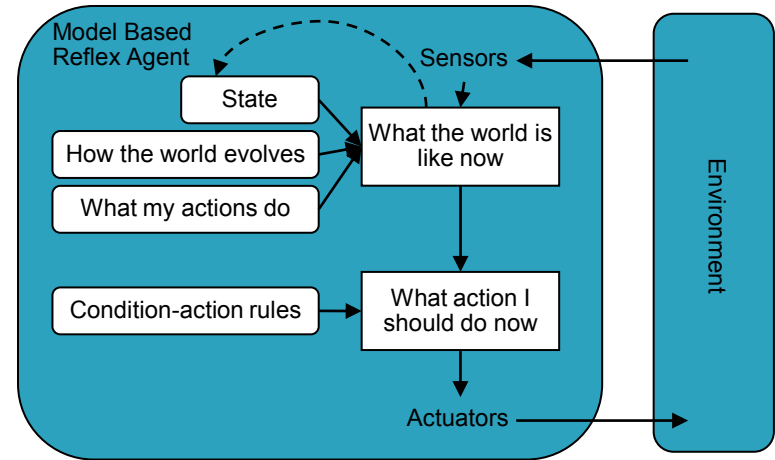 Model Based
Reflex Agent
Sensors
State
What the world is
like now
How the world evolves
What my actions do
Environment
Condition-action rules
What action I
should do now
Actuators